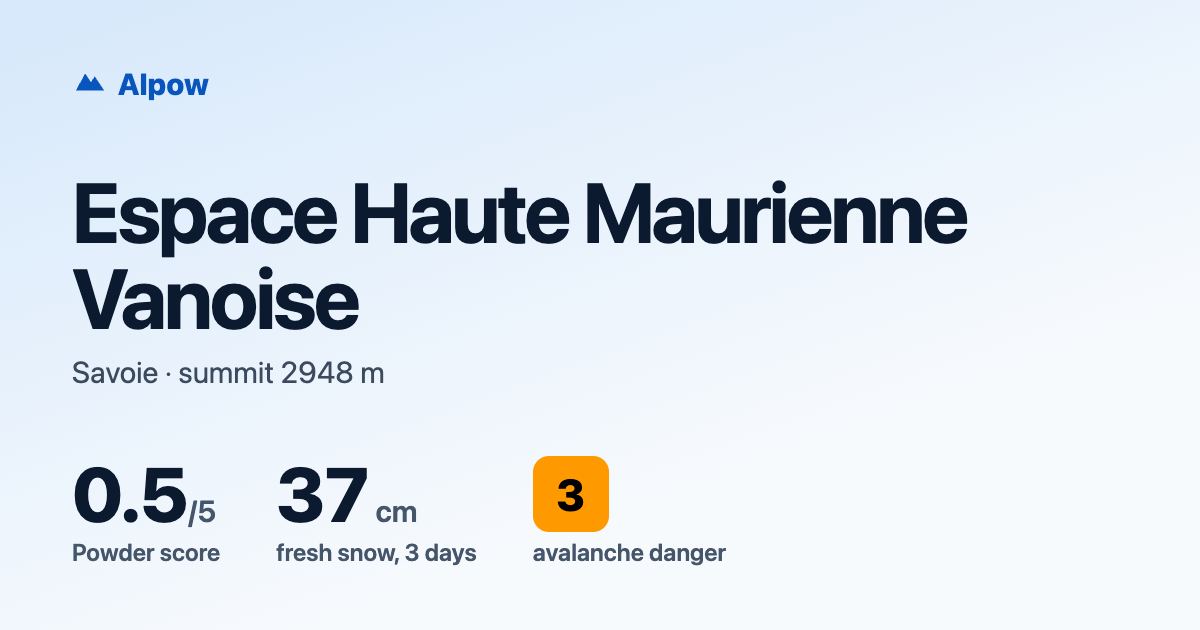 Alpow
Espace Haute Maurienne
Vanoise
Savoie · summit 2948 m
0.5/5
Powder score
37 cm
fresh snow, 3 days
3
avalanche danger